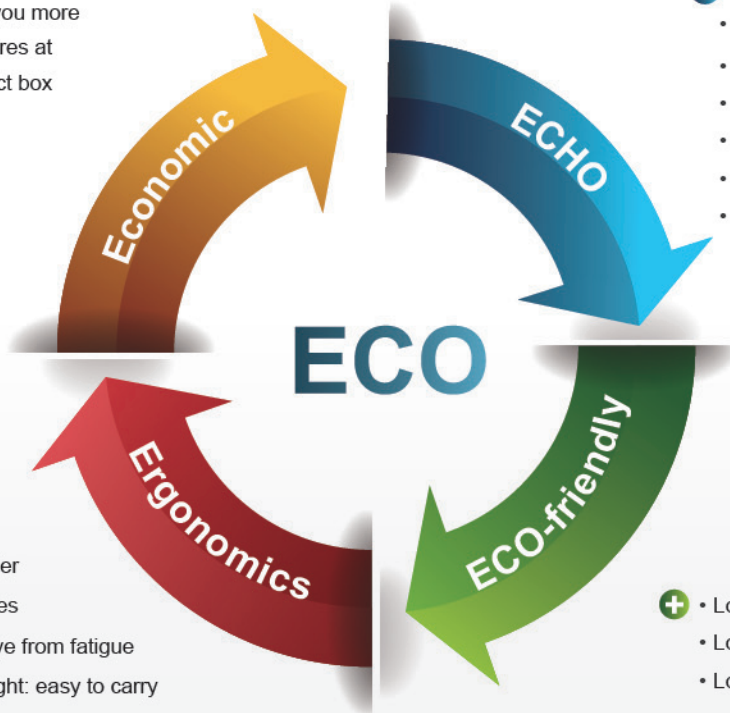 you more
res at
ct box
Economic
•
ECHO
•
•
•
•
•
ECO
ECO-friendly
Ergonomics
er
es
ve from fatigue
ght: easy to carry
• Lo
• Lo
• Lo